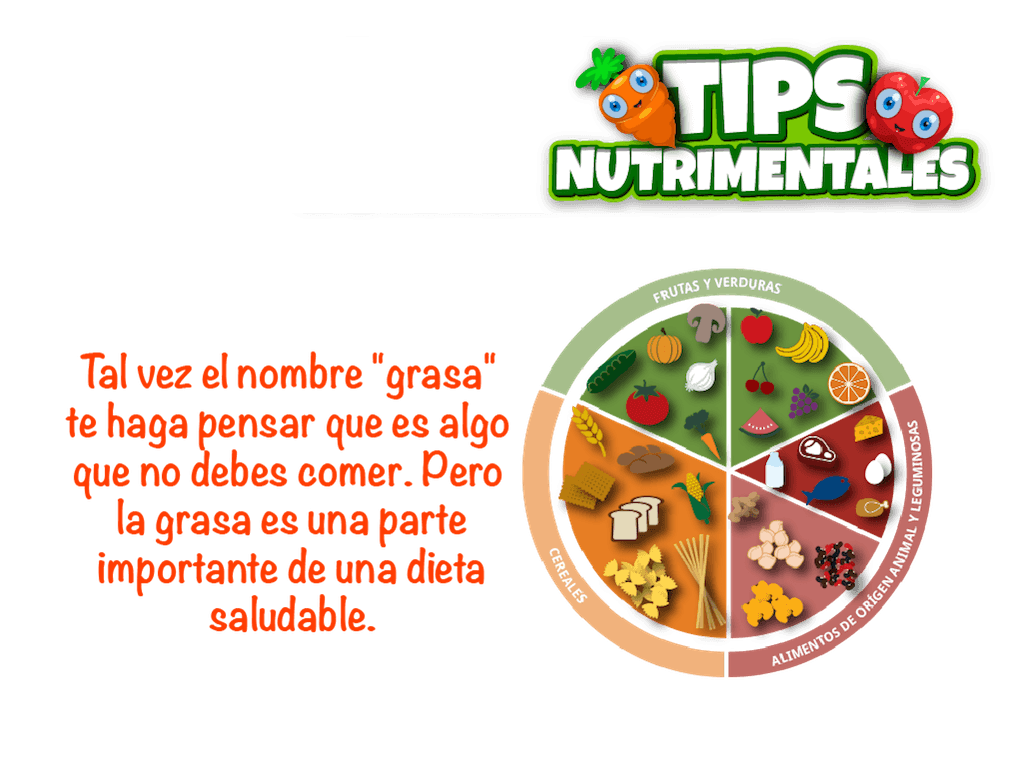 TIPS
NUTRIMENTALES
Tal vez el nombre "grasa"
te haga pensar que es algo
que no debes comer. Pero
la grasa es una parte
importante de una dieta
saludable.
FRUTAS Y VERDURAS
CEREALES
ALIMENTOS DE ORÍGEN ANIMAL Y LEGUMINOSAS